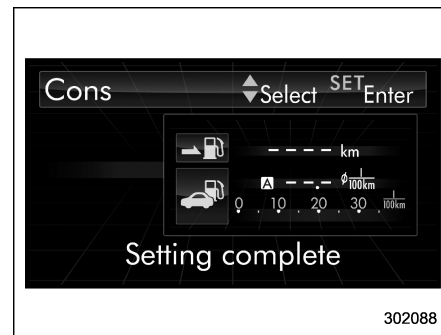 Cons Select SET Enter
---- km
A --.- ϕ l/100km
0 . 10 . 20 . 30 . l/100km
Setting complete
302088